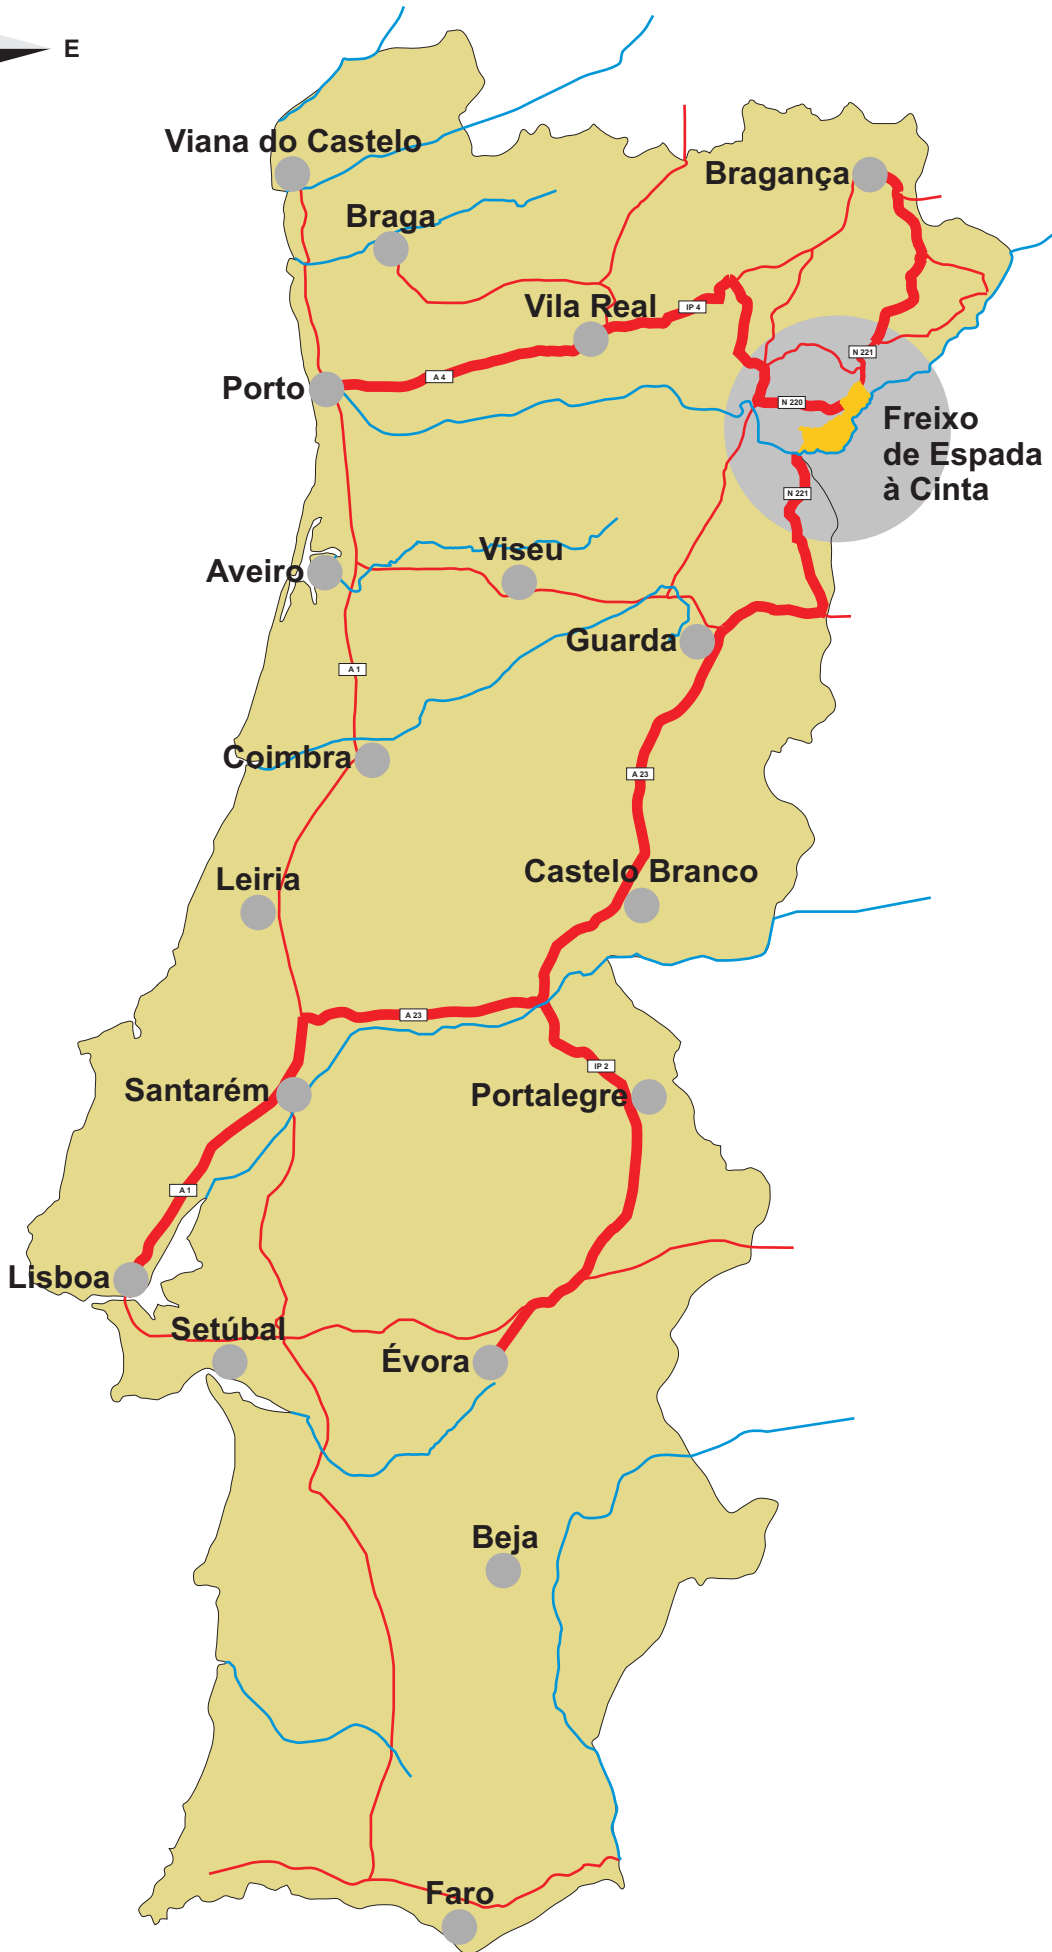 E
Viana do Castelo
Bragança
Braga
Vila Real
IP 4
N 221
A 4
Porto
N 220
Freixo
de Espada
à Cinta
N 221
Viseu
Aveiro
Guarda
A 1
Coimbra
A 23
Castelo Branco
Leiria
A 23
IP 2
Santarém
Portalegre
A 1
Lisboa
Setúbal
Évora
Beja
Faro